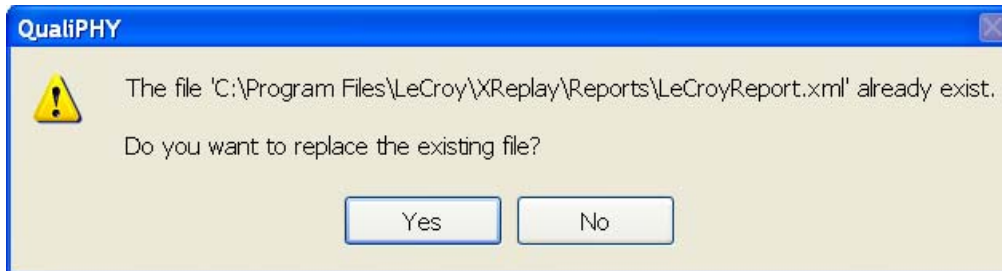 QualiPHY
The file 'C:\Program Files\LeCroy\XReplay\Reports\LeCroyReport.xml' already exist.
Do you want to replace the existing file?
Yes
No